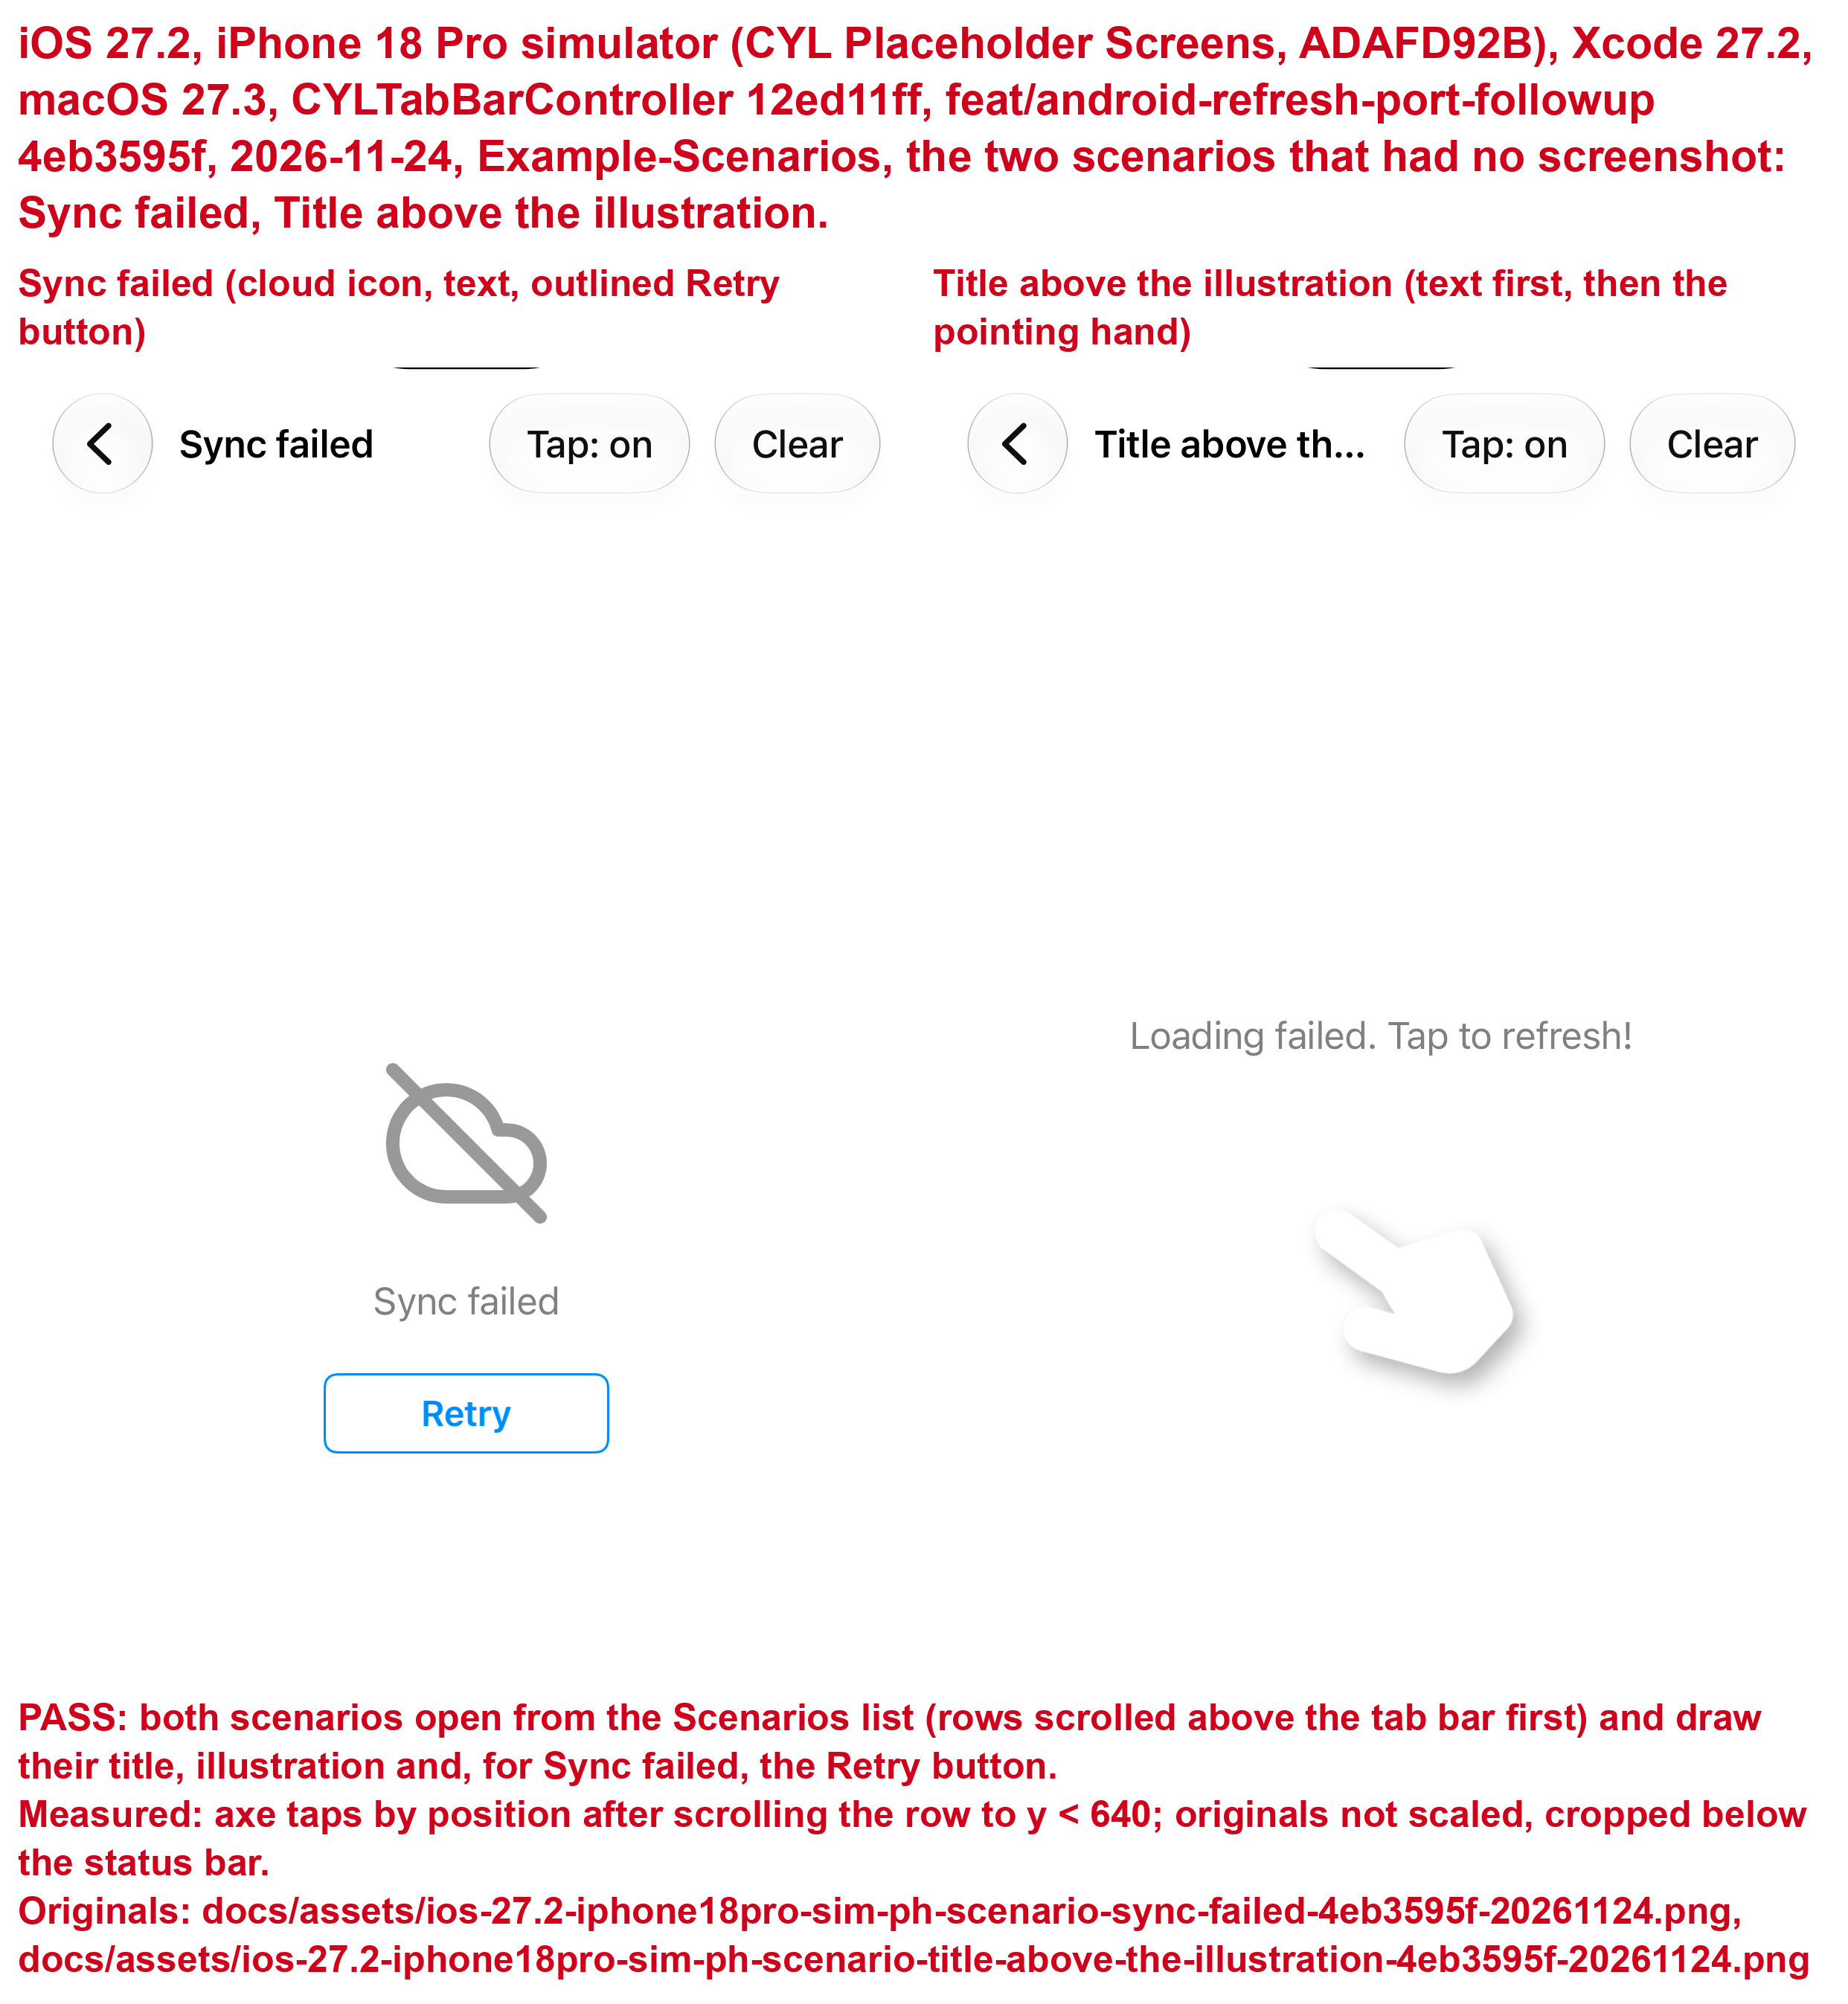 iOS 27.2, iPhone 18 Pro simulator (CYL Placeholder Screens, ADAFD92B), Xcode 27.2,
macOS 27.3, CYLTabBarController 12ed11ff, feat/android-refresh-port-followup
4eb3595f, 2026-11-24, Example-Scenarios, the two scenarios that had no screenshot:
Sync failed, Title above the illustration.
Sync failed (cloud icon, text, outlined Retry
button)
Title above the illustration (text first, then the
pointing hand)
Sync failed
Tap: on
Clear
Title above th...
Tap: on
Clear
Loading failed. Tap to refresh!
Sync failed
Retry
PASS: both scenarios open from the Scenarios list (rows scrolled above the tab bar first) and draw
their title, illustration and, for Sync failed, the Retry button.
Measured: axe taps by position after scrolling the row to y < 640; originals not scaled, cropped below
the status bar.
Originals: docs/assets/ios-27.2-iphone18pro-sim-ph-scenario-sync-failed-4eb3595f-20261124.png,
docs/assets/ios-27.2-iphone18pro-sim-ph-scenario-title-above-the-illustration-4eb3595f-20261124.png